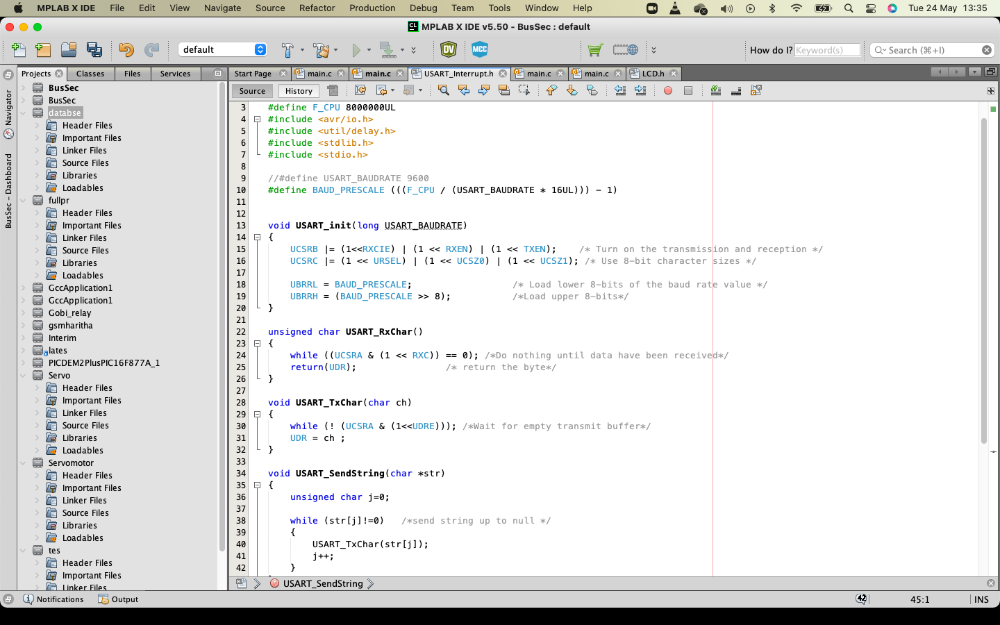 MPLAB X IDE File Edit View Navigate Source Refactor Production Debug Team Tools Window Help Tue 24 May 13:35
MPLAB X IDE v5.50 - BusSec : default
default
How do I? Keyword(s)
Search (⌘+I)
Projects Classes Files Services
Start Page main.c main.c USART_Interrupt.h main.c main.c LCD.h
Source History
Navigator
BusSec – Dashboard
BusSec
BusSec
databse
Header Files
Important Files
Linker Files
Source Files
Libraries
Loadables
fullpr
Header Files
Important Files
Linker Files
Source Files
Libraries
Loadables
GccApplication1
GccApplication1
Gobi_relay
gsmharitha
Interim
lates
PICDEM2PlusPIC16F877A_1
Servo
Header Files
Important Files
Linker Files
Source Files
Libraries
Loadables
Servomotor
Header Files
Important Files
Linker Files
Source Files
Libraries
Loadables
tes
Header Files
Important Files
Linker Files
3 #define F_CPU 8000000UL
4 #include <avr/io.h>
5 #include <util/delay.h>
6 #include <stdlib.h>
7 #include <stdio.h>
8
9 //#define USART_BAUDRATE 9600
10 #define BAUD_PRESCALE (((F_CPU / (USART_BAUDRATE * 16UL))) - 1)
11
12
13 void USART_init(long USART_BAUDRATE)
14 {
15 UCSRB |= (1<<RXCIE) | (1 << RXEN) | (1 << TXEN); /* Turn on the transmission and reception */
16 UCSRC |= (1 << URSEL) | (1 << UCSZ0) | (1 << UCSZ1); /* Use 8-bit character sizes */
17
18 UBRRL = BAUD_PRESCALE; /* Load lower 8-bits of the baud rate value */
19 UBRRH = (BAUD_PRESCALE >> 8); /*Load upper 8-bits*/
20 }
21
22 unsigned char USART_RxChar()
23 {
24 while ((UCSRA & (1 << RXC)) == 0); /*Do nothing until data have been received*/
25 return(UDR); /* return the byte*/
26 }
27
28 void USART_TxChar(char ch)
29 {
30 while (! (UCSRA & (1<<UDRE))); /*Wait for empty transmit buffer*/
31 UDR = ch ;
32 }
33
34 void USART_SendString(char *str)
35 {
36 unsigned char j=0;
37
38 while (str[j]!=0) /*send string up to null */
39 {
40 USART_TxChar(str[j]);
41 j++;
42 }
USART_SendString
Notifications Output 42 45:1 INS